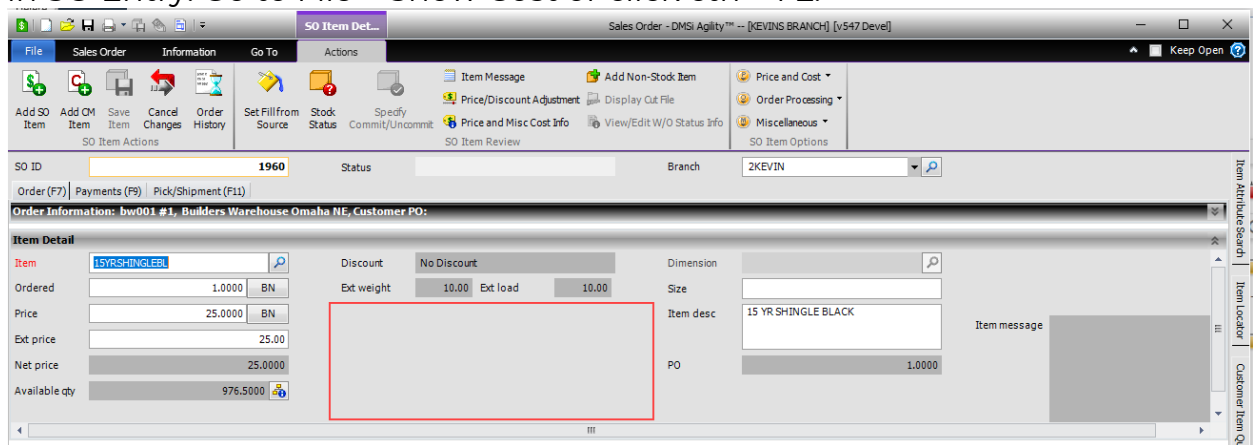 SO Item Det...
Sales Order - DMSi Agility™ -- [KEVINS BRANCH] [v547 Devel]
File Sales Order Information Go To Actions Keep Open
Add SO Item
Add CM Item
Save Item
Cancel Changes
Order History
Set Fill from Source
Stock Status
Specify Commit/Uncommit
Item Message
Price/Discount Adjustment
Price and Misc Cost Info
Add Non-Stock Item
Display Cut File
View/Edit W/O Status Info
Price and Cost
Order Processing
Miscellaneous
SO Item Actions SO Item Review SO Item Options
SO ID 1960 Status Branch 2KEVIN
Order (F7) Payments (F9) Pick/Shipment (F11)
Order Information: bw001 #1, Builders Warehouse Omaha NE, Customer PO:
Item Detail
Item 15YRSHINGLEBL Discount No Discount Dimension
Ordered 1.0000 BN Ext weight 10.00 Ext load 10.00 Size
Price 25.0000 BN Item desc 15 YR SHINGLE BLACK Item message
Ext price 25.00
Net price 25.0000 PO 1.0000
Available qty 976.5000
Item Attribute Search
Item Locator
Customer Item Q